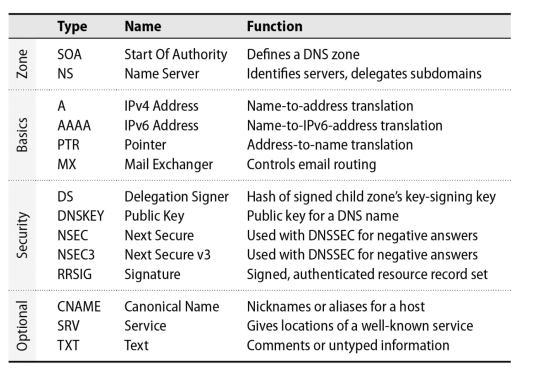 Type Name Function
Zone
SOA Start Of Authority Defines a DNS zone
NS Name Server Identifies servers, delegates subdomains
Basics
A IPv4 Address Name-to-address translation
AAAA IPv6 Address Name-to-IPv6-address translation
PTR Pointer Address-to-name translation
MX Mail Exchanger Controls email routing
Security
DS Delegation Signer Hash of signed child zone’s key-signing key
DNSKEY Public Key Public key for a DNS name
NSEC Next Secure Used with DNSSEC for negative answers
NSEC3 Next Secure v3 Used with DNSSEC for negative answers
RRSIG Signature Signed, authenticated resource record set
Optional
CNAME Canonical Name Nicknames or aliases for a host
SRV Service Gives locations of a well-known service
TXT Text Comments or untyped information